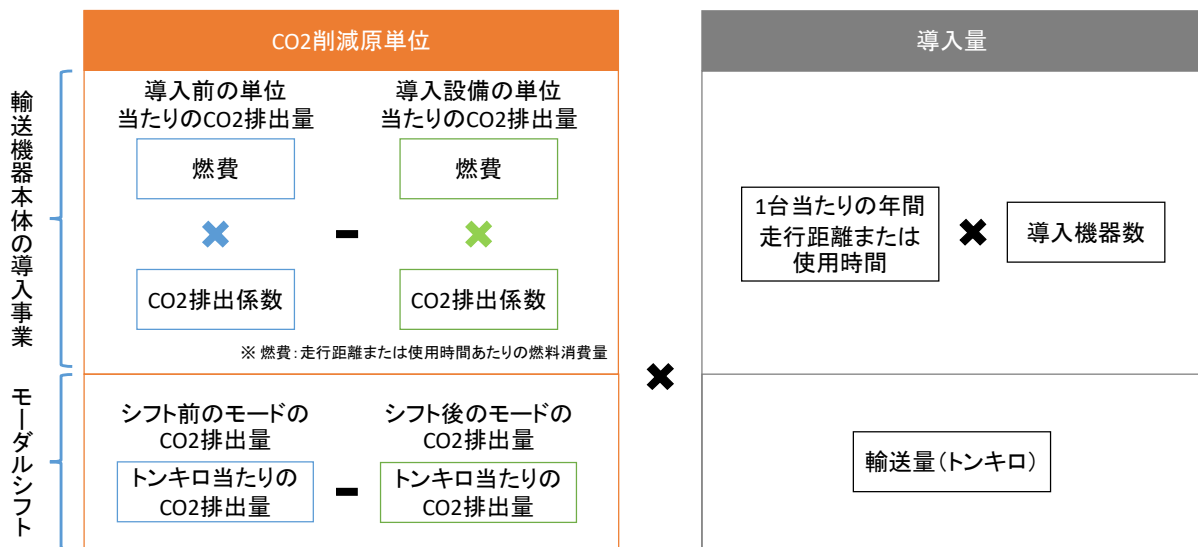 CO2削減原単位
導入量
輸送機器本体の導入事業
導入前の単位
当たりのCO2排出量
導入設備の単位
当たりのCO2排出量
燃費
燃費
×
-
×
CO2排出係数
CO2排出係数
※ 燃費：走行距離または使用時間あたりの燃料消費量
×
1台当たりの年間
走行距離または
使用時間
×
導入機器数
モーダルシフト
シフト前のモードの
CO2排出量
シフト後のモードの
CO2排出量
トンキロ当たりの
CO2排出量
-
トンキロ当たりの
CO2排出量
輸送量（トンキロ）